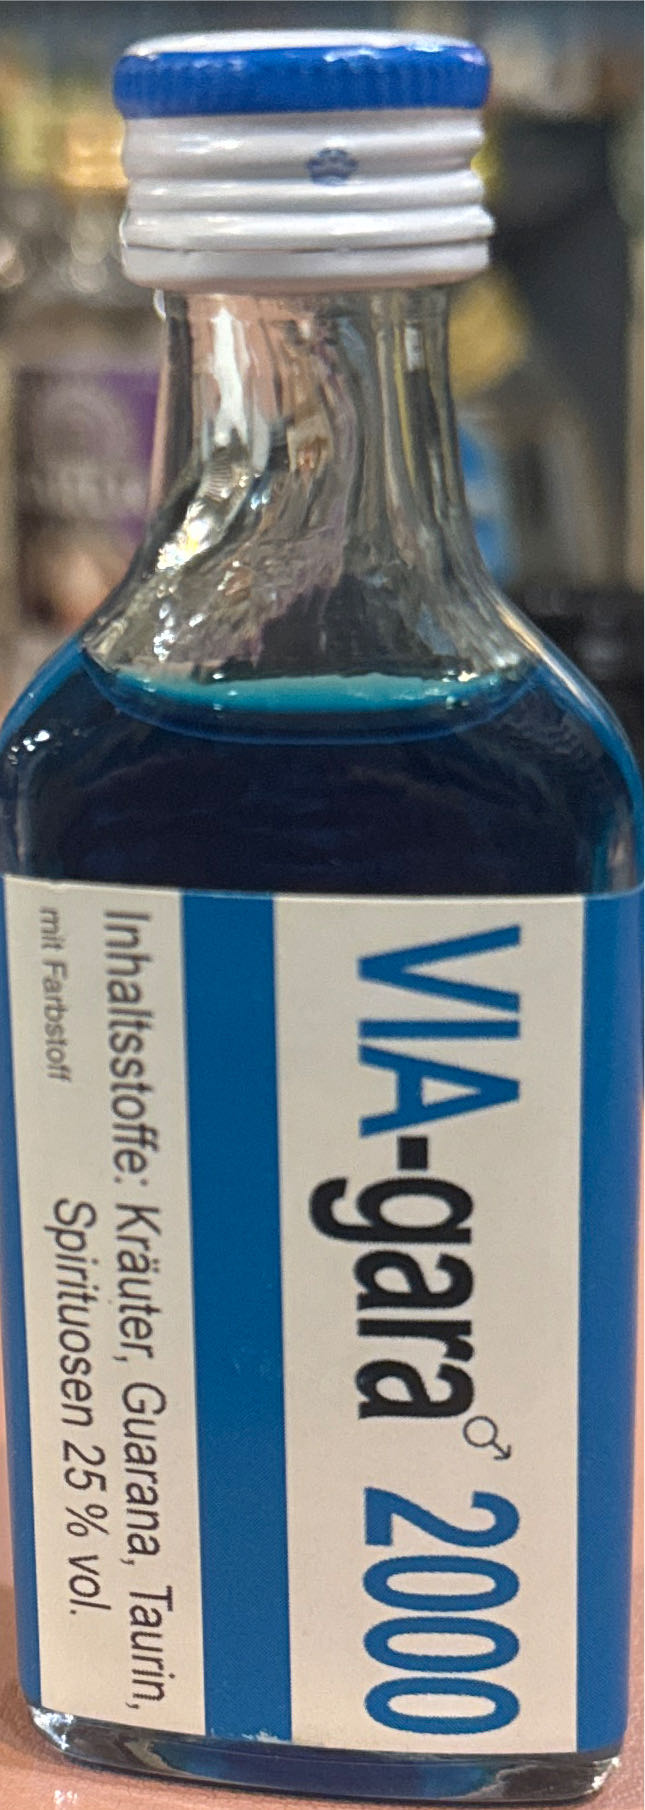 VIA-gara♂ 2000
Inhaltsstoffe: Kräuter, Guarana, Taurin,
mit Farbstoff Spirituosen 25 % vol.